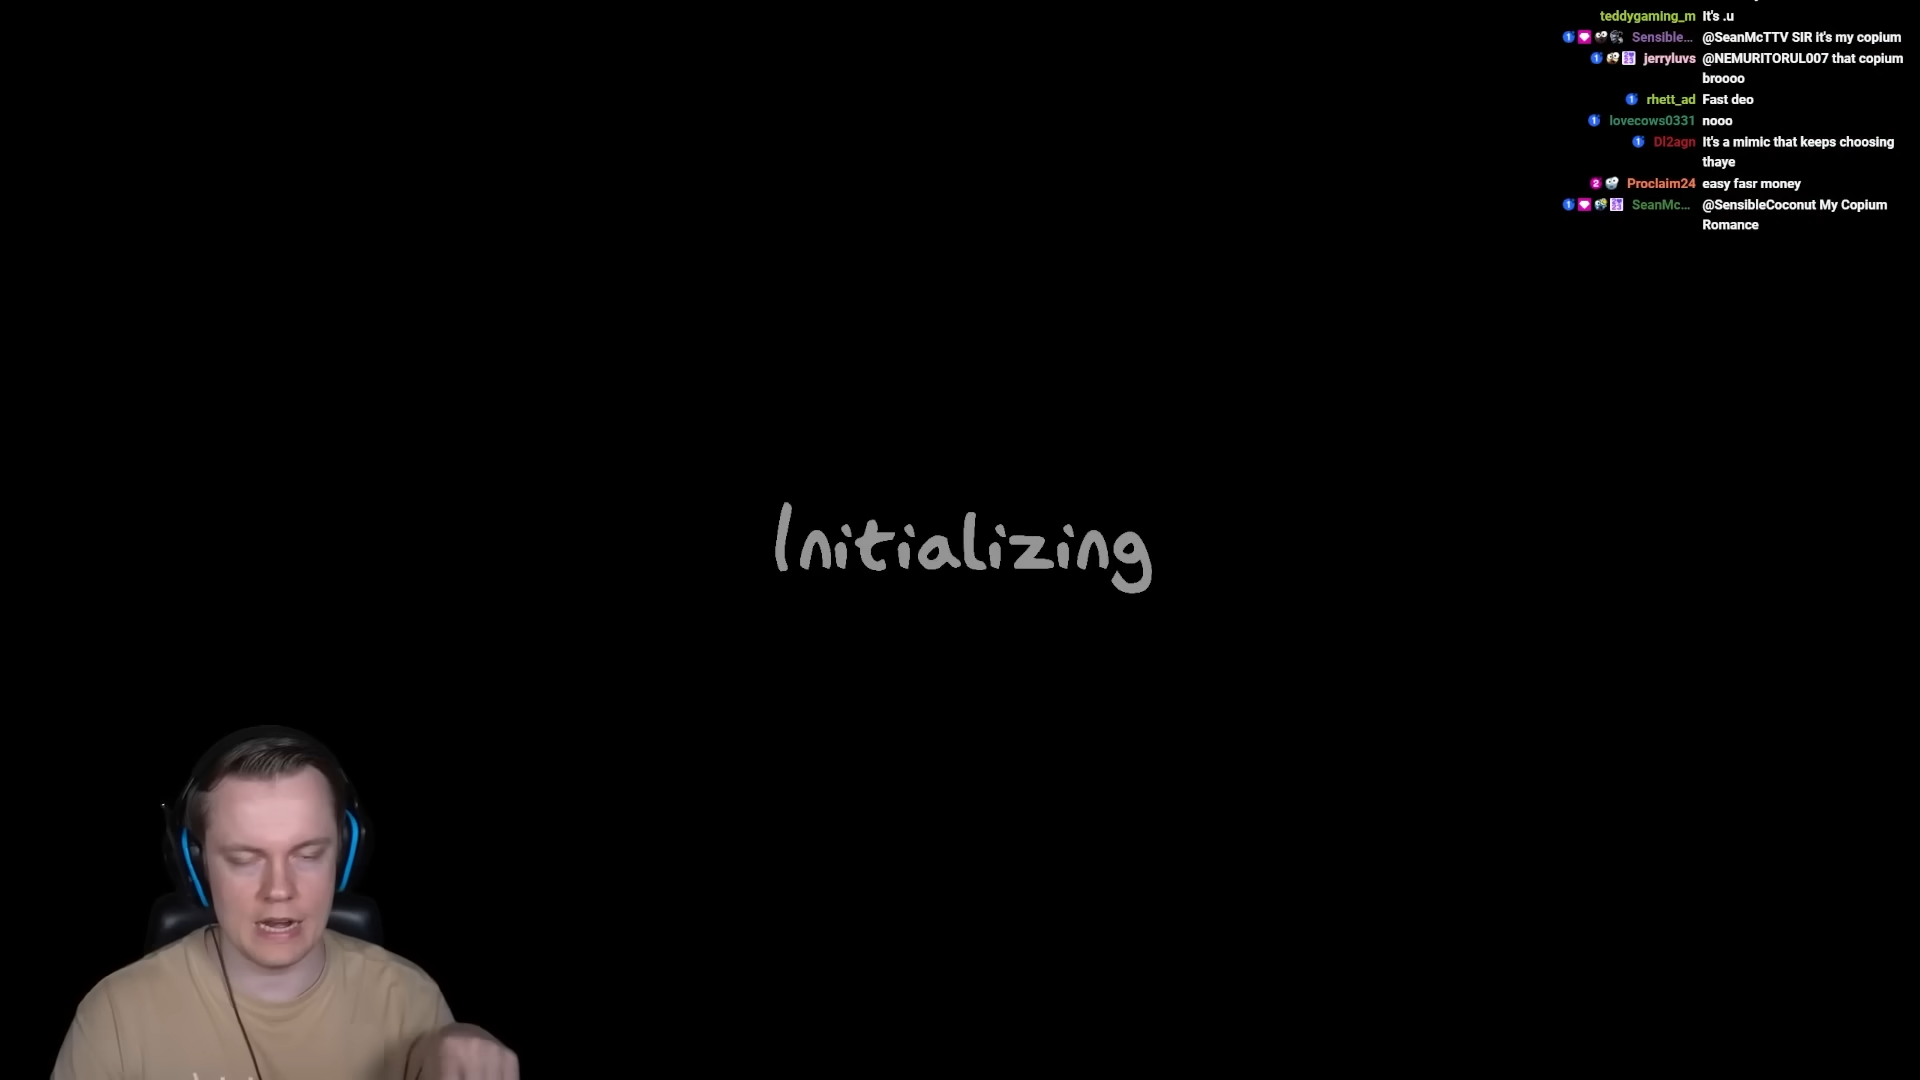 teddygaming_m It's .u
Sensible... @SeanMcTTV SIR it's my copium
jerryluvs @NEMURITORUL007 that copium
broooo
rhett_ad Fast deo
lovecows0331 nooo
Dl2agn It's a mimic that keeps choosing
thaye
2 Proclaim24 easy fasr money
SeanMc... @SensibleCoconut My Copium
Romance
Initializing